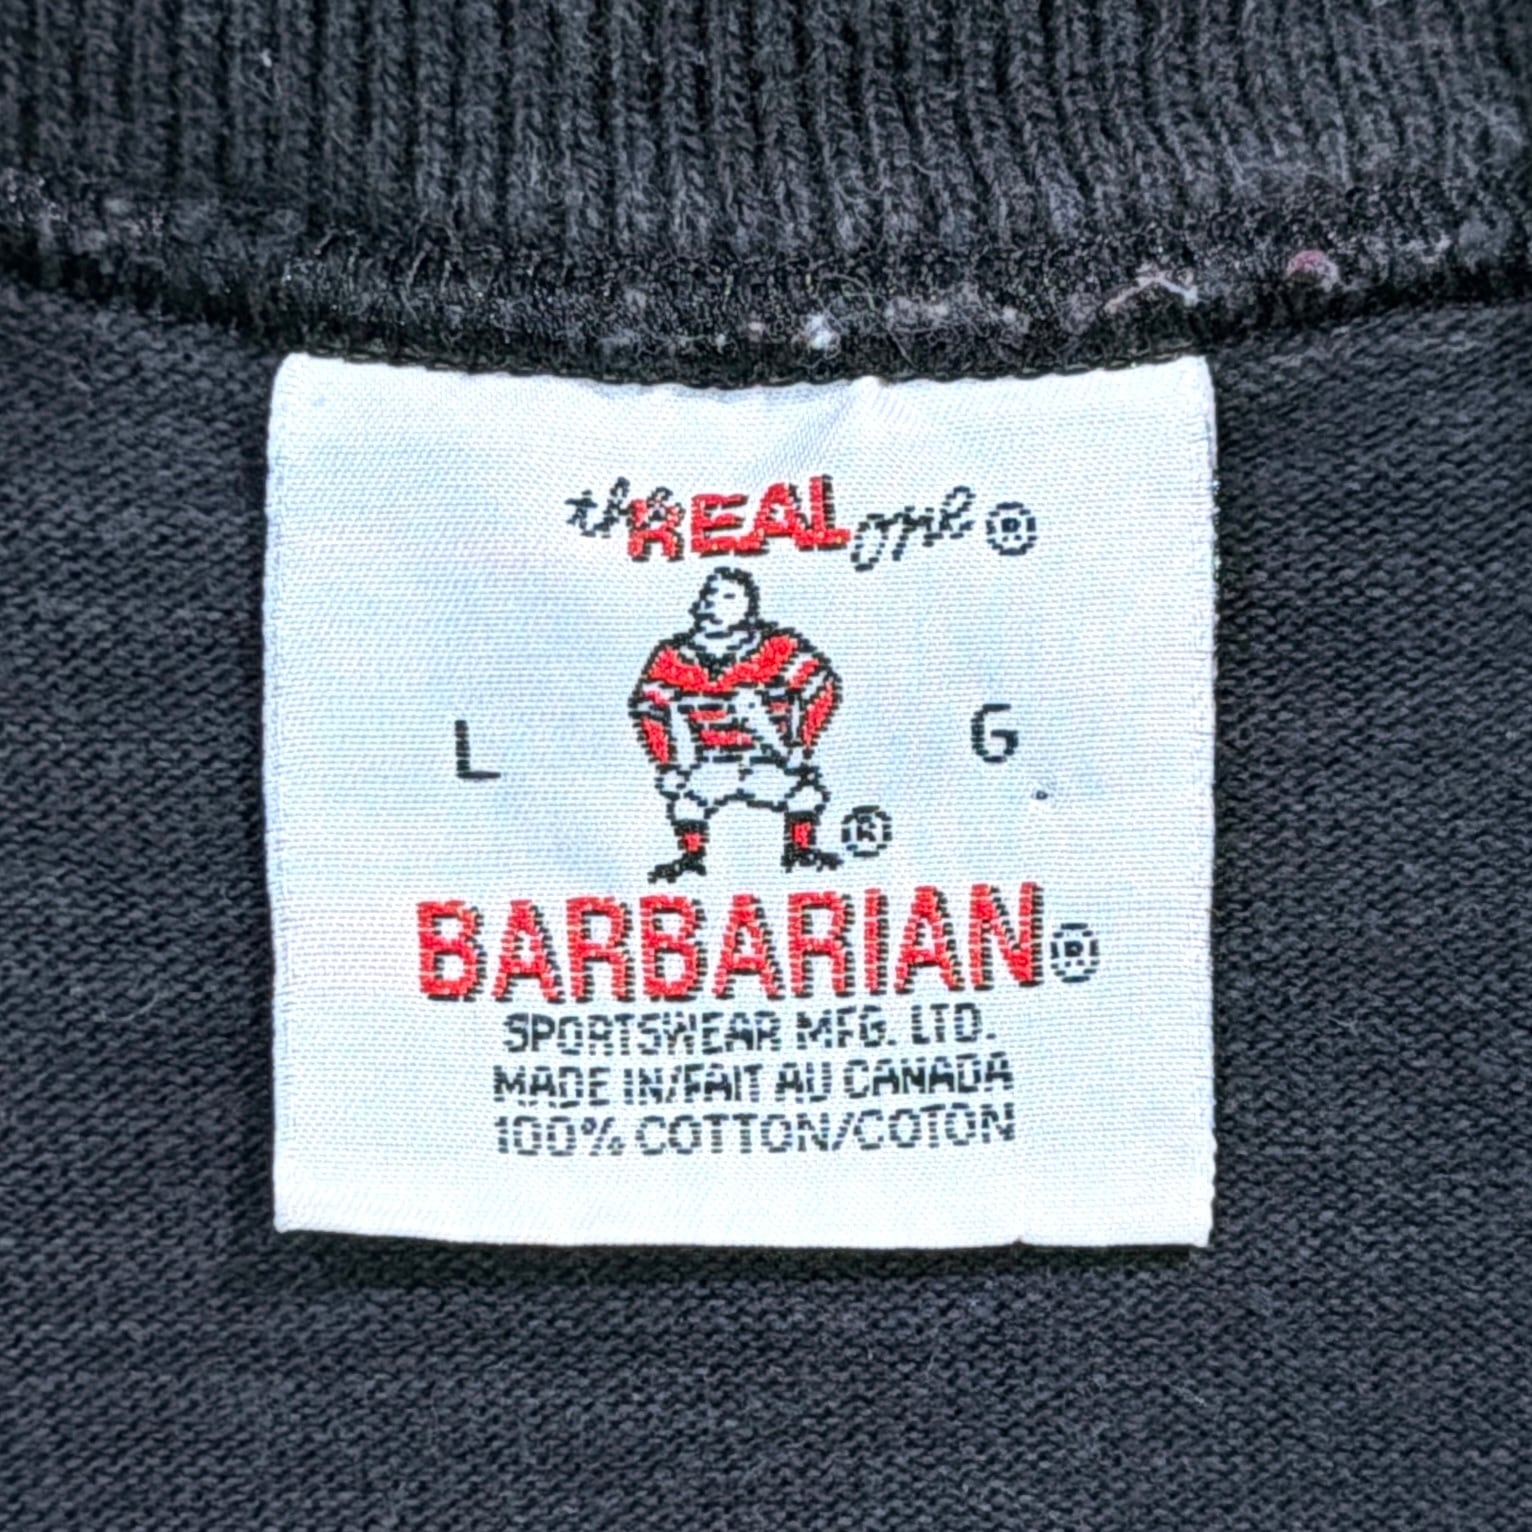 the REAL one ®
L G
®
BARBARIAN®
SPORTSWEAR MFG. LTD.
MADE IN/FAIT AU CANADA
100% COTTON/COTON